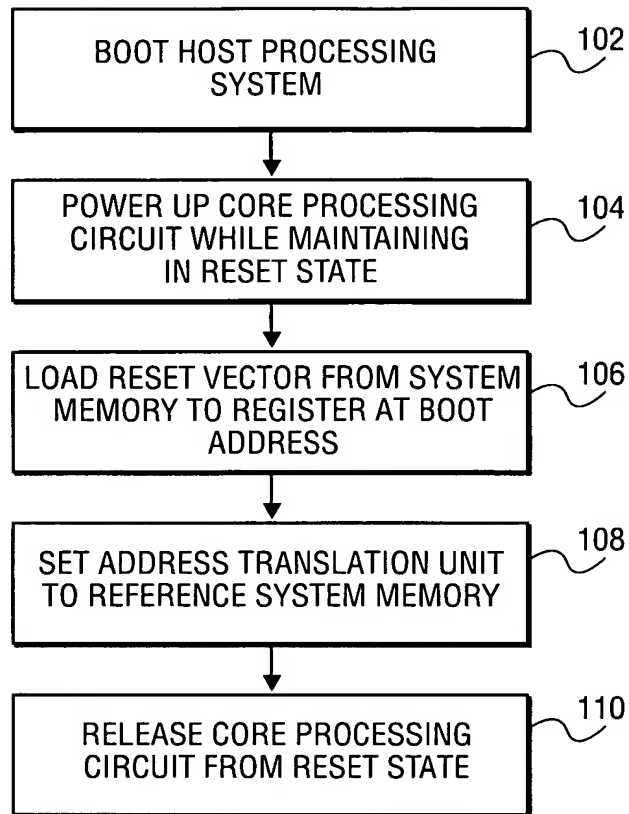 BOOT HOST PROCESSING
SYSTEM
102
POWER UP CORE PROCESSING
CIRCUIT WHILE MAINTAINING
IN RESET STATE
104
LOAD RESET VECTOR FROM SYSTEM
MEMORY TO REGISTER AT BOOT
ADDRESS
106
SET ADDRESS TRANSLATION UNIT
TO REFERENCE SYSTEM MEMORY
108
RELEASE CORE PROCESSING
CIRCUIT FROM RESET STATE
110